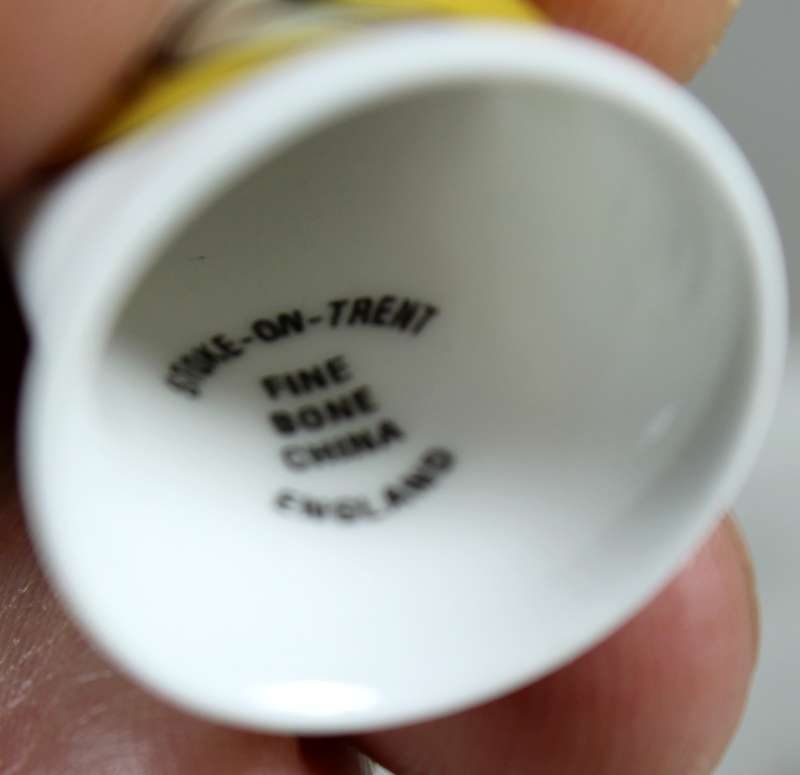 STOKE-ON-TRENT
FINE
BONE
CHINA
ENGLAND